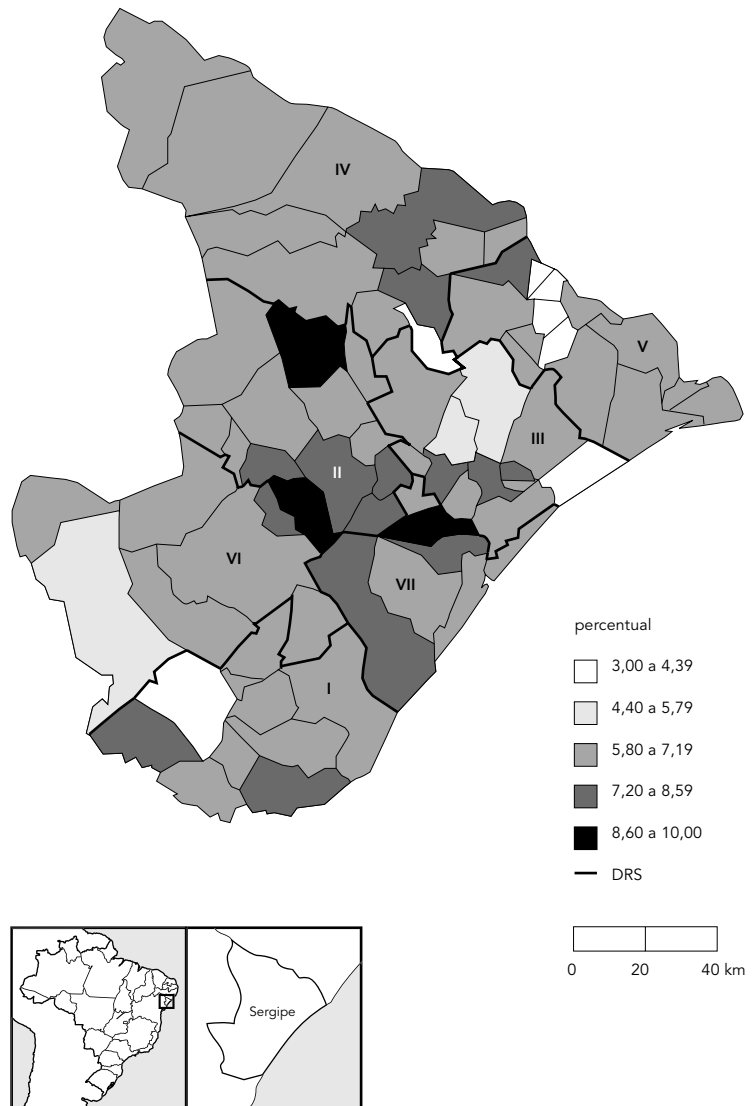 IV
V
III
II
VI
VII
I
percentual
3,00 a 4,39
4,40 a 5,79
5,80 a 7,19
7,20 a 8,59
8,60 a 10,00
DRS
0 20 40 km
Sergipe